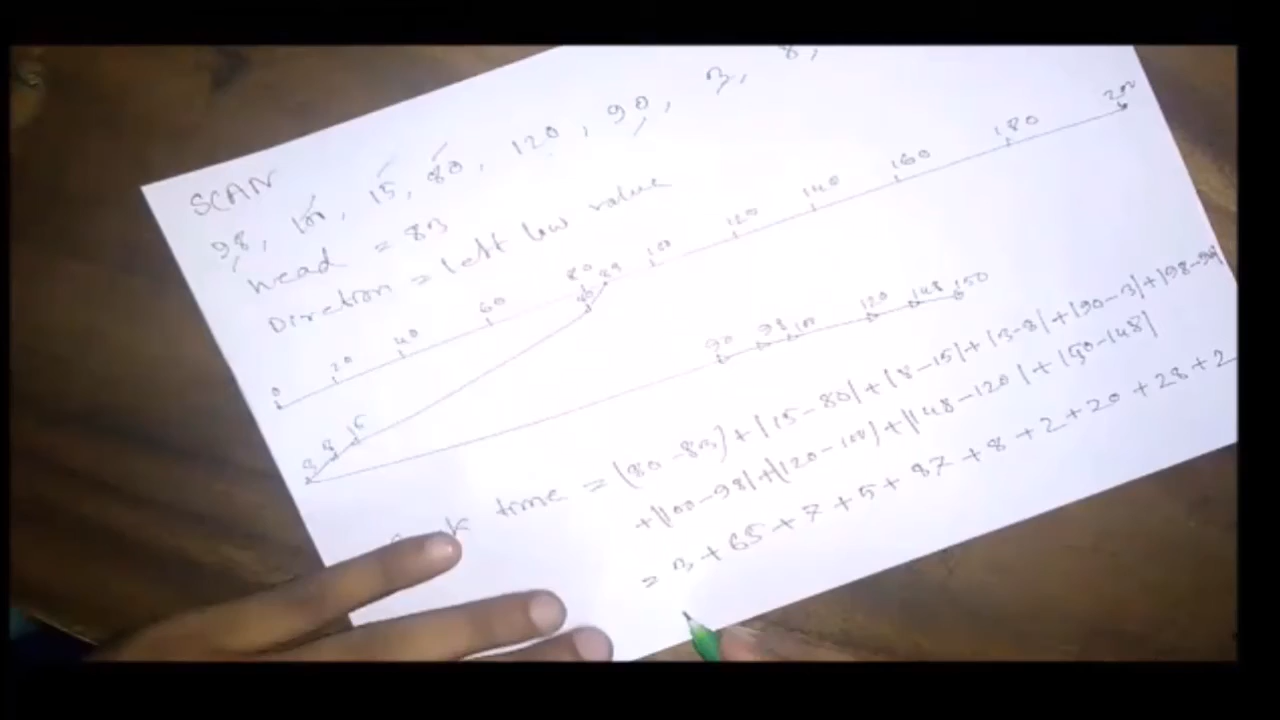 SCAN
98, 100, 15, 80, 120, 90, 3, 8,
head = 83
Direction = left low value
0 20 40 60 80 100 120 140 160 180 200
3 8 15 90 98 100 120 148 150
time = |80-83| + |15-80| + |8-15| + |3-8| + |90-3| + |98-90|
+ |100-98| + |120-100| + |148-120| + |150-148|
= 3 + 65 + 7 + 5 + 87 + 8 + 2 + 20 + 28 + 2